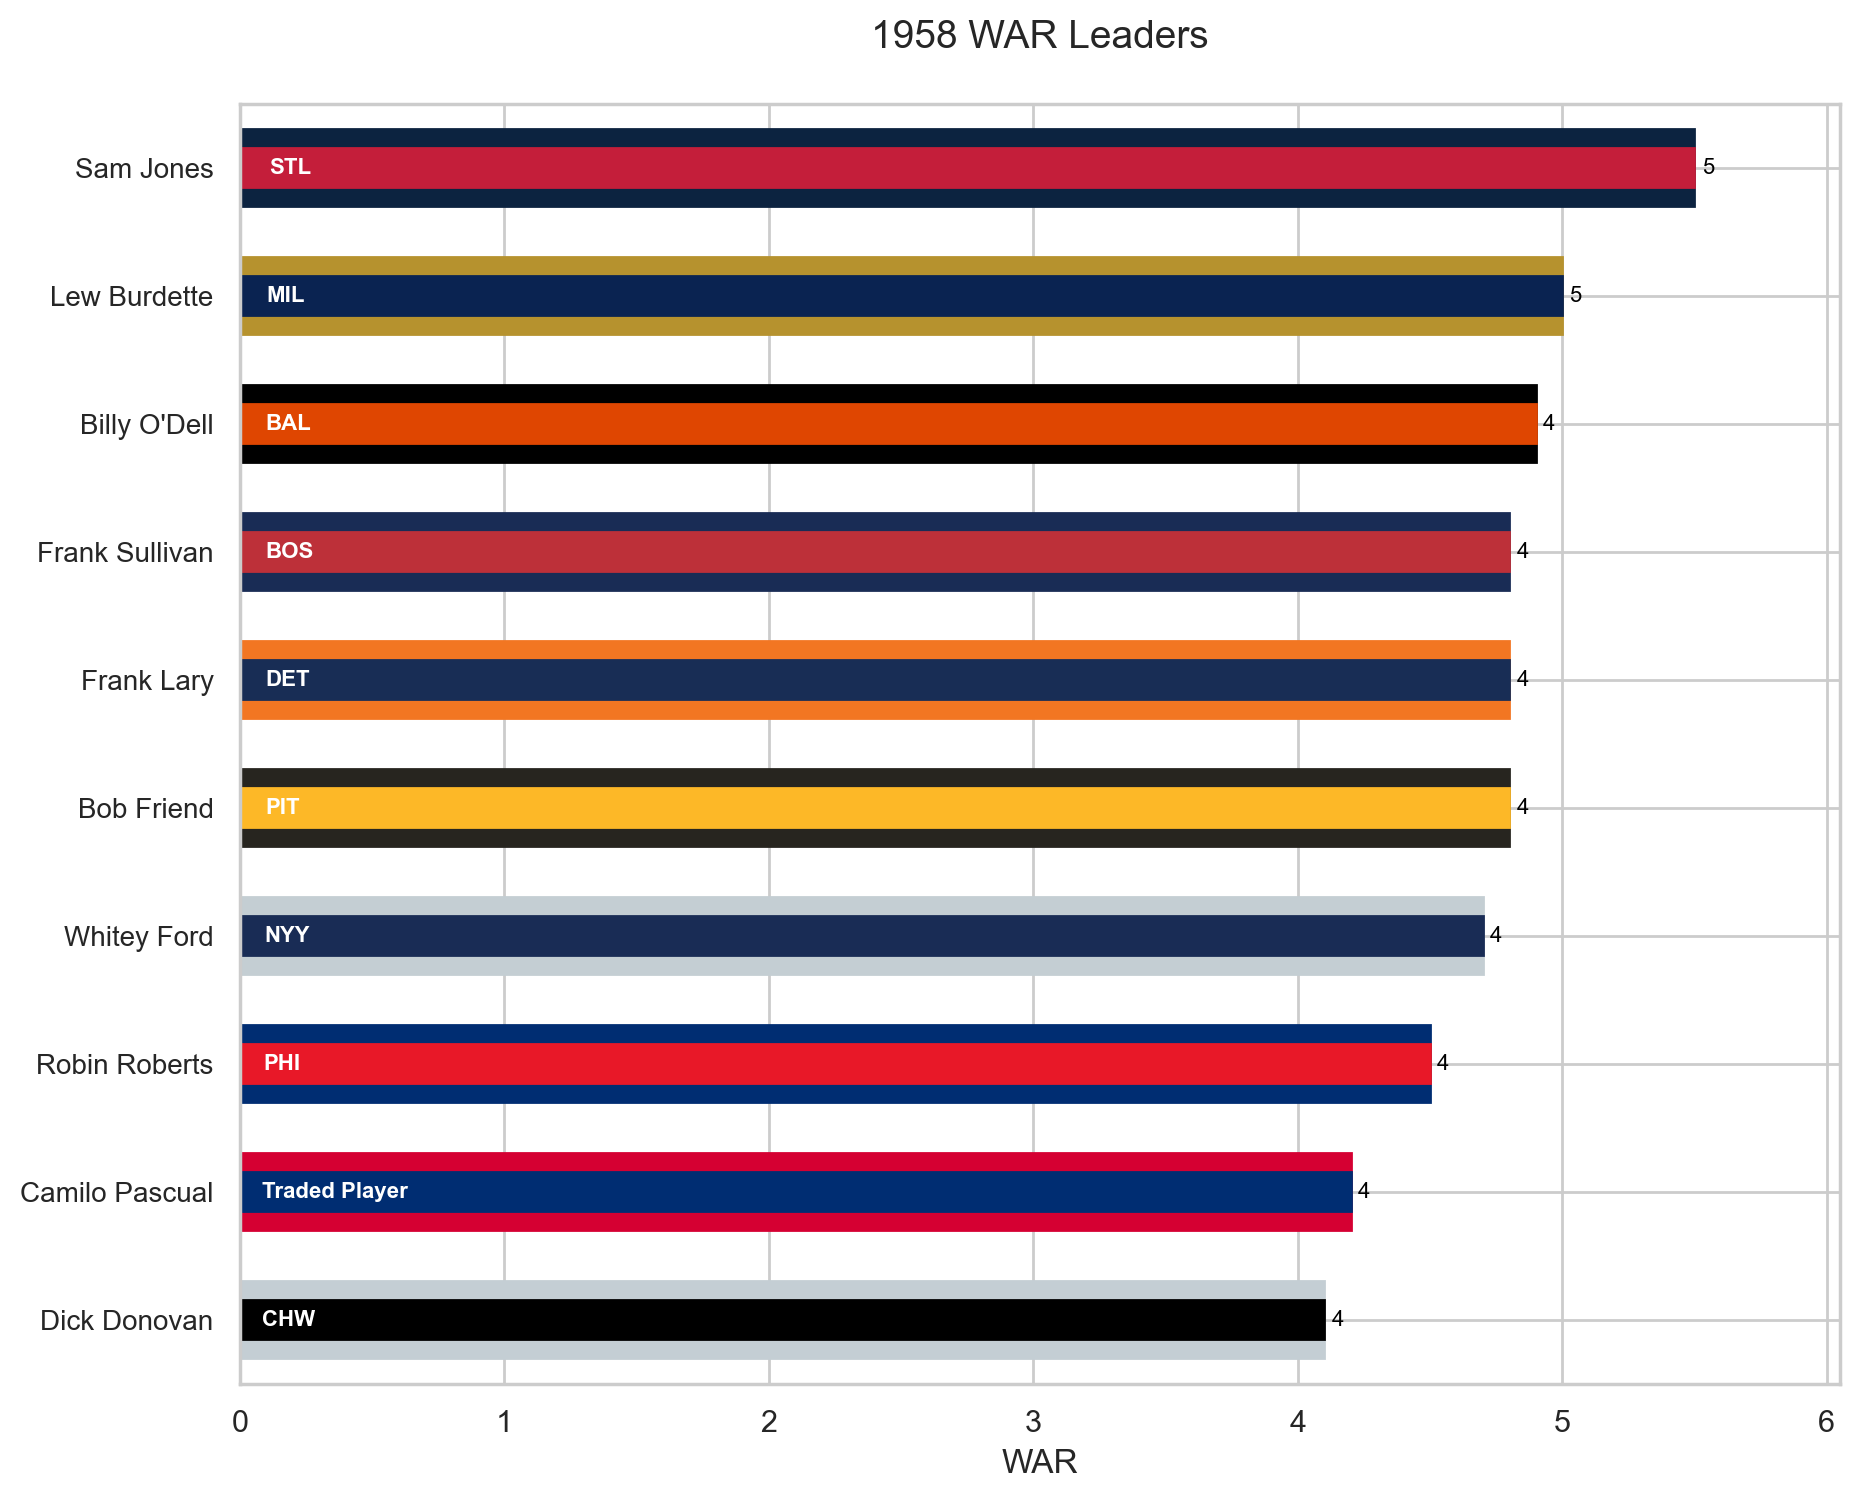 1958 WAR Leaders
Sam Jones STL 5
Lew Burdette MIL 5
Billy O'Dell BAL 4
Frank Sullivan BOS 4
Frank Lary DET 4
Bob Friend PIT 4
Whitey Ford NYY 4
Robin Roberts PHI 4
Camilo Pascual Traded Player 4
Dick Donovan CHW 4
0 1 2 3 4 5 6
WAR